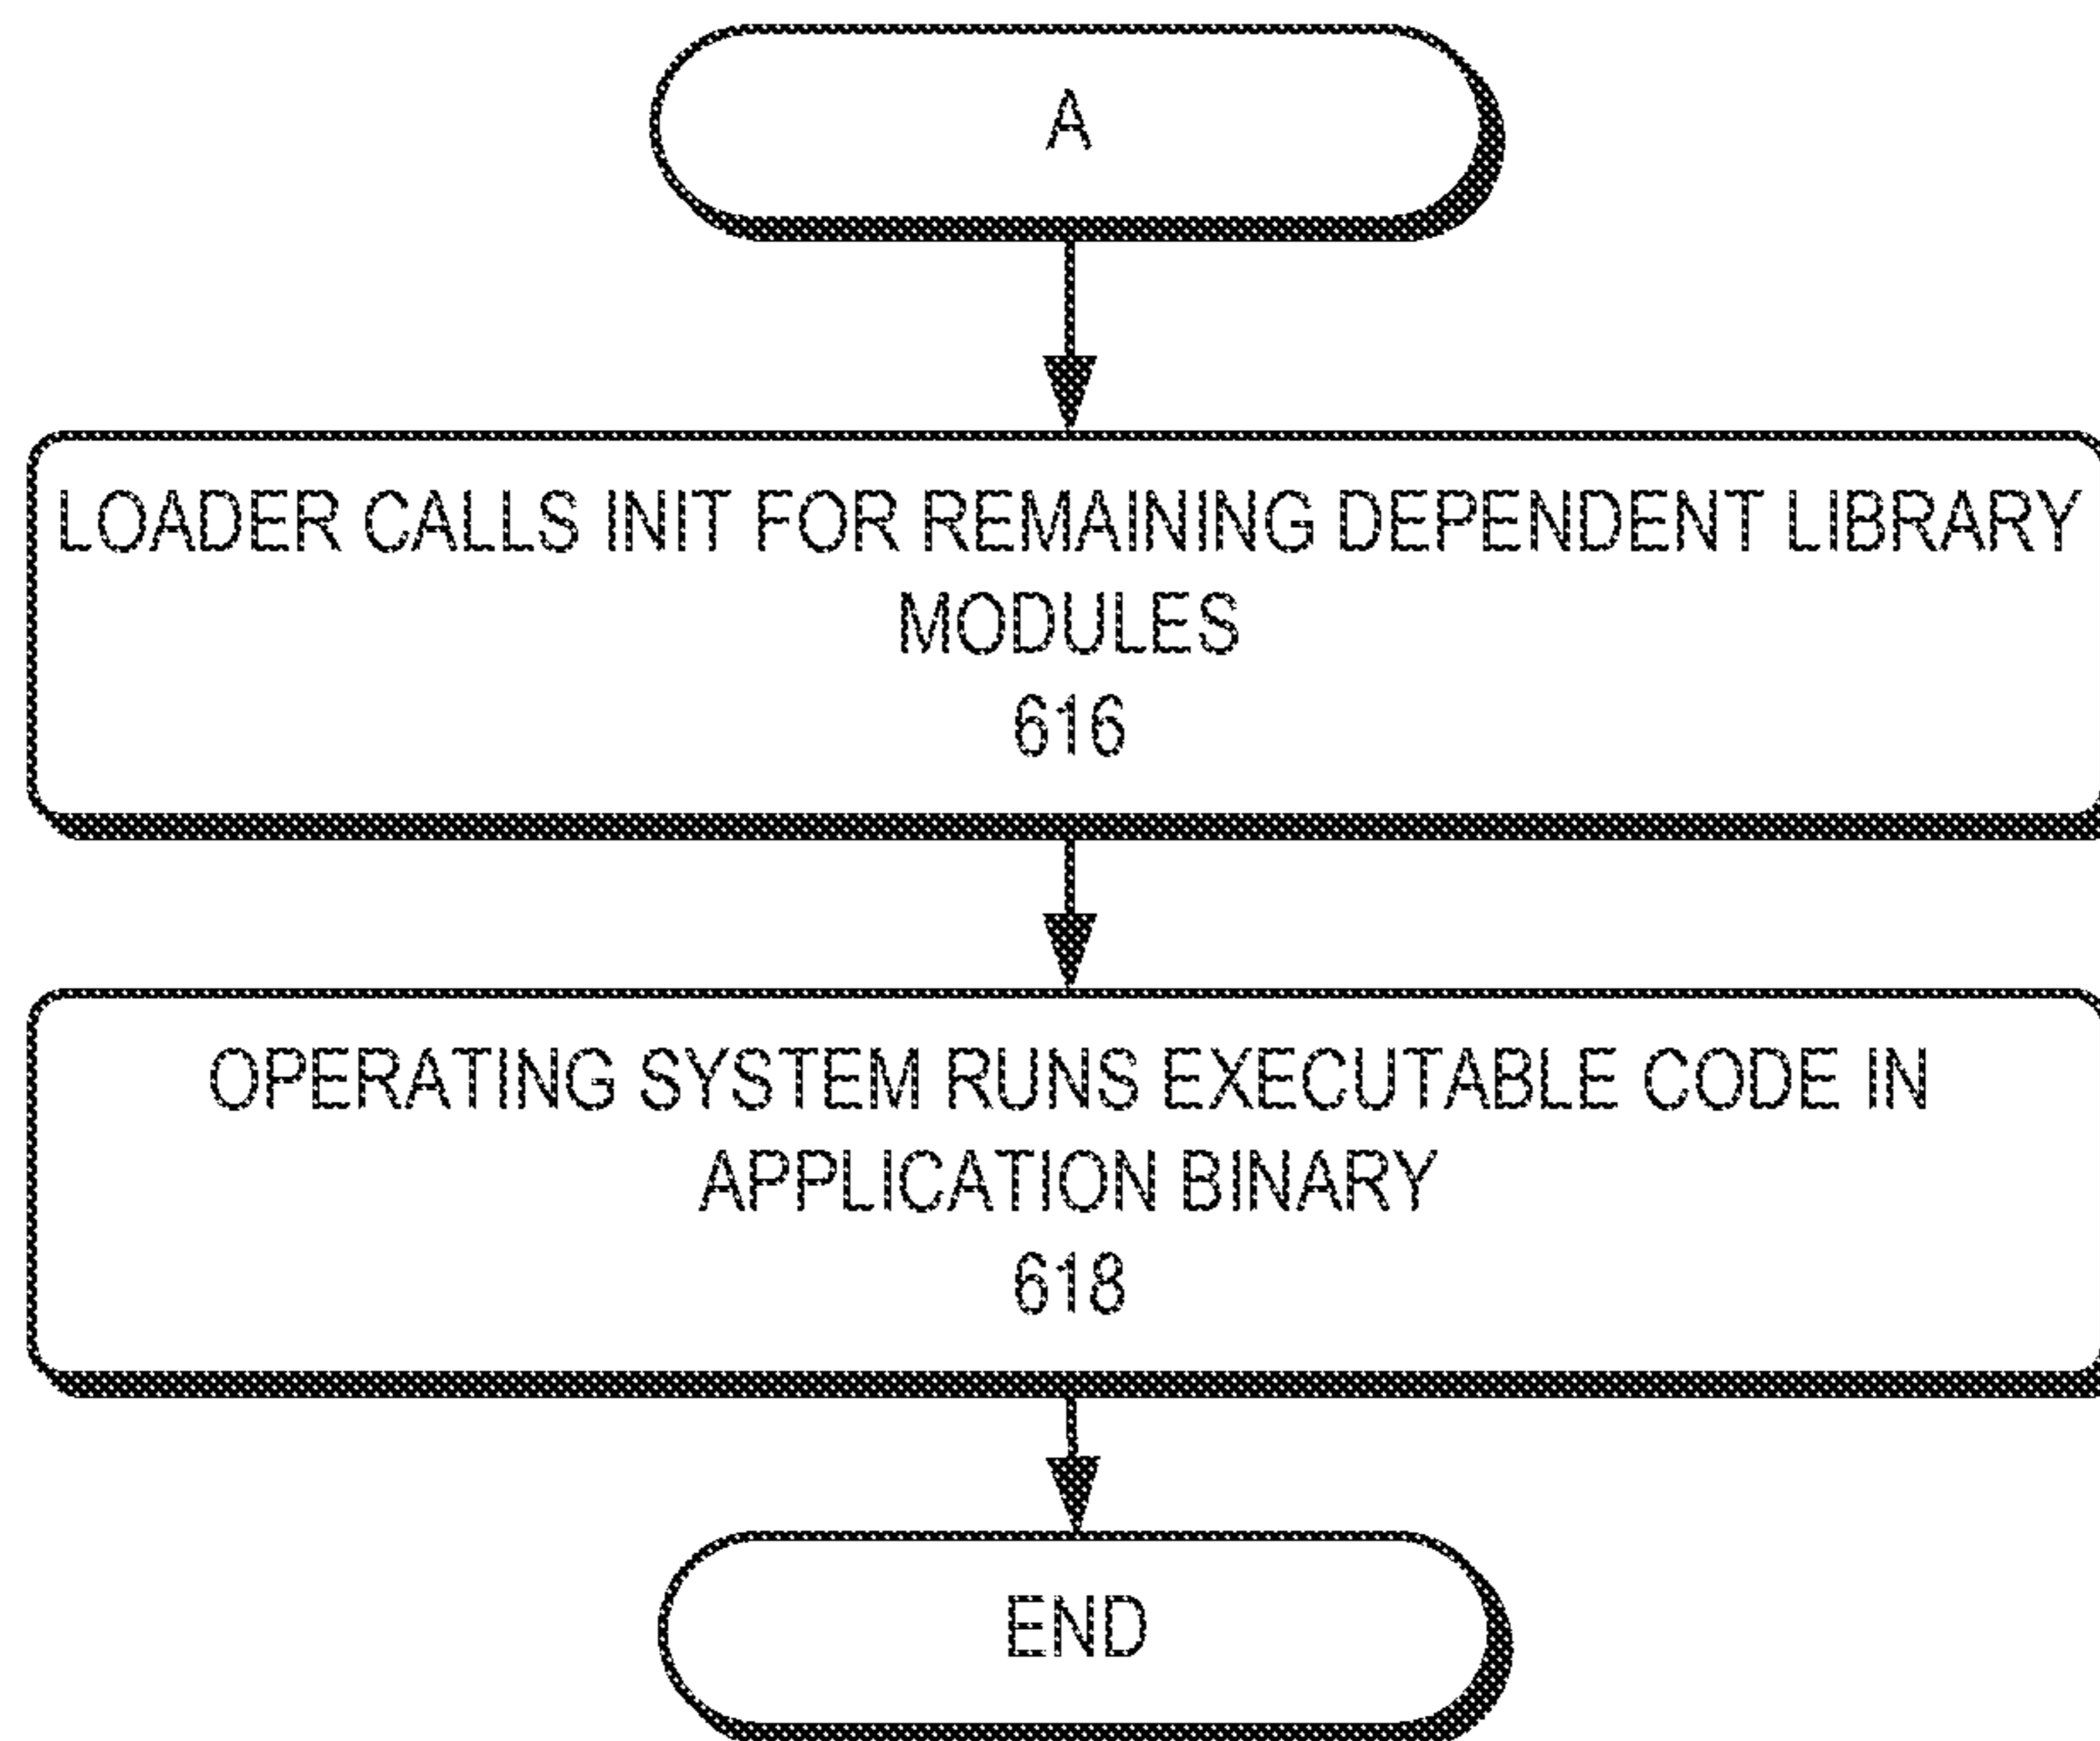 A
LOADER CALLS INIT FOR REMAINING DEPENDENT LIBRARY
MODULES
616
OPERATING SYSTEM RUNS EXECUTABLE CODE IN
APPLICATION BINARY
618
END